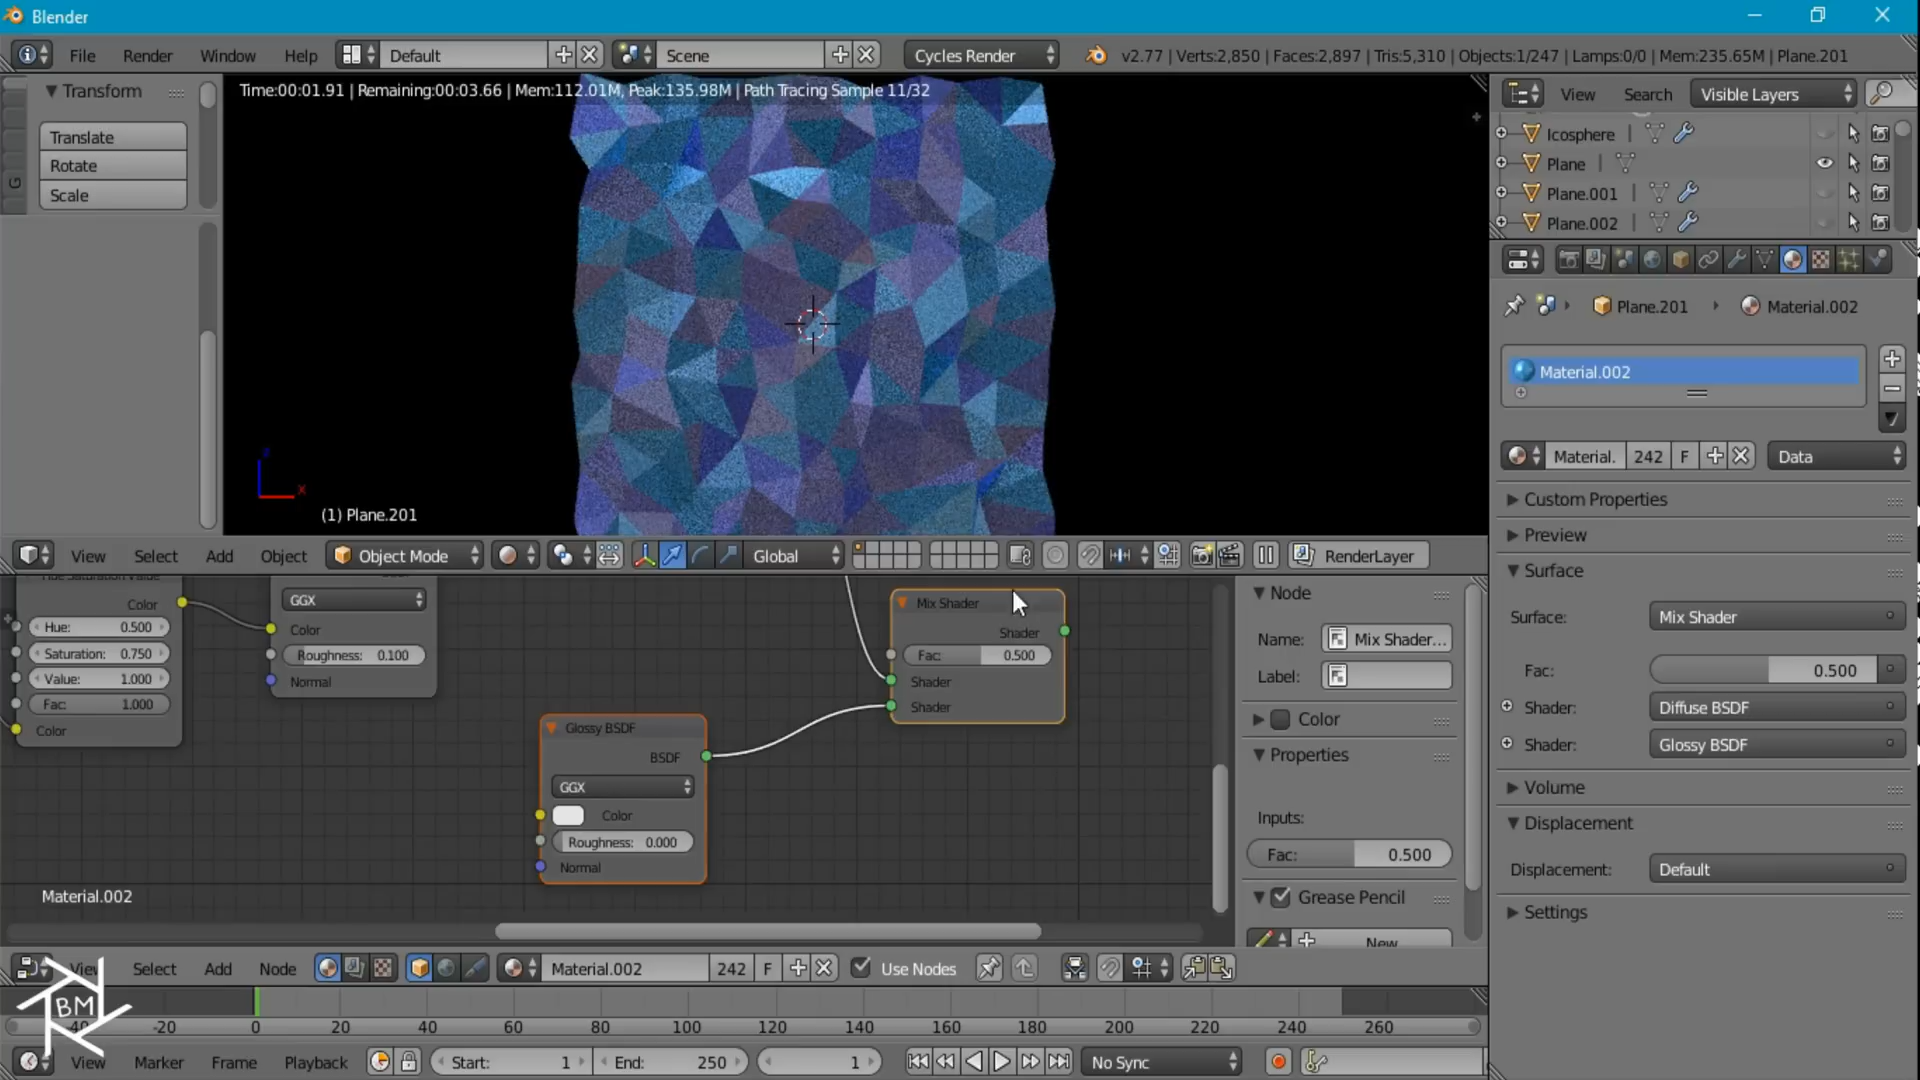 Blender
File Render Window Help Default Scene Cycles Render v2.77 | Verts:2,850 | Faces:2,897 | Tris:5,310 | Objects:1/247 | Lamps:0/0 | Mem:235.65M | Plane.201
Transform
Translate
Rotate
Scale
Time:00:01.91 | Remaining:00:03.66 | Mem:112.01M, Peak:135.98M | Path Tracing Sample 11/32
x
(1) Plane.201
View Search Visible Layers
Icosphere
Plane
Plane.001
Plane.002
Plane.201 Material.002
Material.002
Material. 242 F Data
Custom Properties
Preview
Surface
Surface: Mix Shader
Fac: 0.500
Shader: Diffuse BSDF
Shader: Glossy BSDF
Volume
Displacement
Displacement: Default
Settings
View Select Add Object Object Mode Global RenderLayer
Hue Saturation Value
Color
Hue: 0.500
Saturation: 0.750
Value: 1.000
Fac: 1.000
Color
GGX
Color
Roughness: 0.100
Normal
Glossy BSDF
BSDF
GGX
Color
Roughness: 0.000
Normal
Mix Shader
Shader
Fac: 0.500
Shader
Shader
Node
Name: Mix Shader...
Label:
Color
Properties
Inputs:
Fac: 0.500
Grease Pencil
New
Material.002
View Select Add Node Material.002 242 F Use Nodes
BM
-40 -20 0 20 40 60 80 100 120 140 160 180 200 220 240 260
View Marker Frame Playback Start: 1 End: 250 1 No Sync